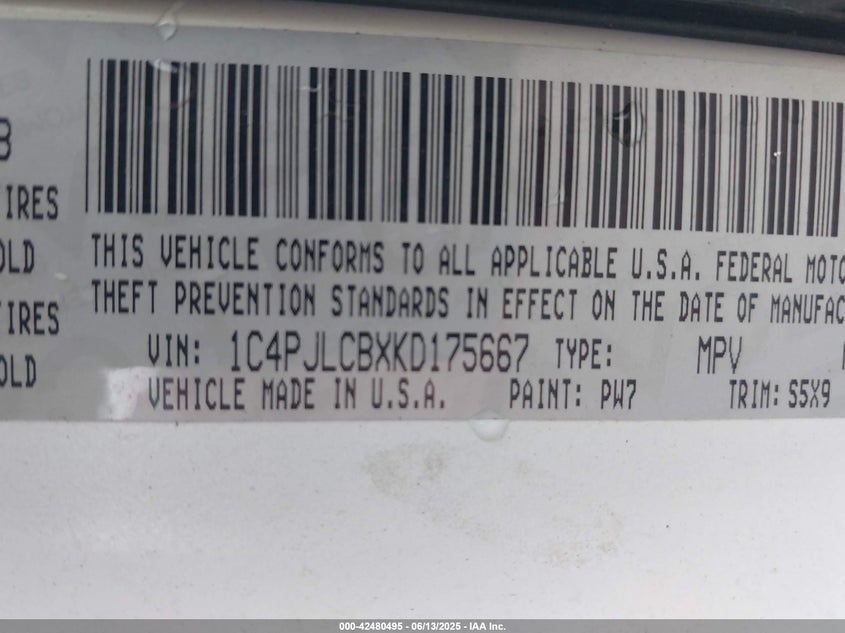 B
TIRES
OLD
TIRES
OLD
THIS VEHICLE CONFORMS TO ALL APPLICABLE U.S.A. FEDERAL MOTO
THEFT PREVENTION STANDARDS IN EFFECT ON THE DATE OF MANUFAC
VIN: 1C4PJLCBXKD175667 TYPE: MPV
VEHICLE MADE IN U.S.A. PAINT: PW7 TRIM: S5X9
000-42480495 - 06/13/2025 - IAA Inc.